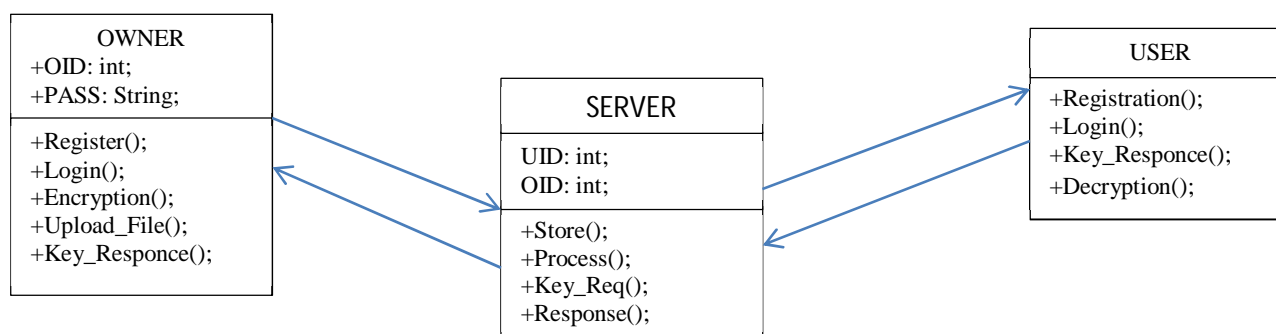 OWNER
+OID: int;
+PASS: String;
+Register();
+Login();
+Encryption();
+Upload_File();
+Key_Responce();
SERVER
UID: int;
OID: int;
+Store();
+Process();
+Key_Req();
+Response();
USER
+Registration();
+Login();
+Key_Responce();
+Decryption();